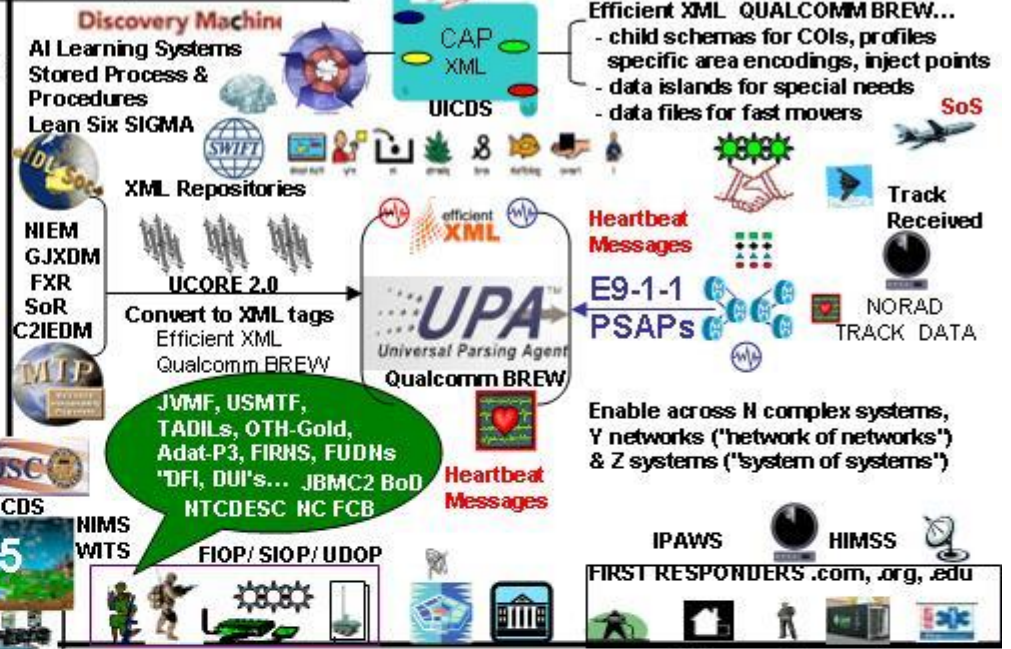 Discovery Machine
AI Learning Systems
Stored Process &
Procedures
Lean Six SIGMA
SWIFT
CAP
XML
UICDS
Efficient XML QUALCOMM BREW...
- child schemas for COIs, profiles
specific area encodings, inject points
- data islands for special needs
- data files for fast movers
SoS
XML Repositories
NIEM
GJXDM
FXR
SoR
C2IEDM
MIP
UCORE 2.0
Convert to XML tags
Efficient XML
Qualcomm BREW
efficient
XML
UPA™
Universal Parsing Agent
Qualcomm BREW
Heartbeat
Messages
E9-1-1
PSAPs
Track
Received
NORAD
TRACK DATA
JVMF, USMTF,
TADILs, OTH-Gold,
Adat-P3, FIRNS, FUDNs
"DFI, DUI's... JBMC2 BoD
NTCDESC NC FCB
Heartbeat
Messages
Enable across N complex systems,
Y networks ("network of networks")
& Z systems ("system of systems")
CDS
5
NIMS
WITS
FIOP/ SIOP/ UDOP
IPAWS
HIMSS
FIRST RESPONDERS .com, .org, .edu